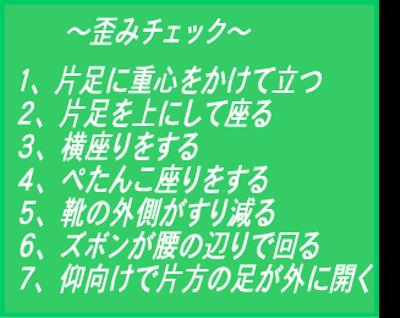 ～歪みチェック～
1、片足に重心をかけて立つ
2、片足を上にして座る
3、横座りをする
4、ぺたんこ座りをする
5、靴の外側がすり減る
6、ズボンが腰の辺りで回る
7、仰向けで片方の足が外に開く